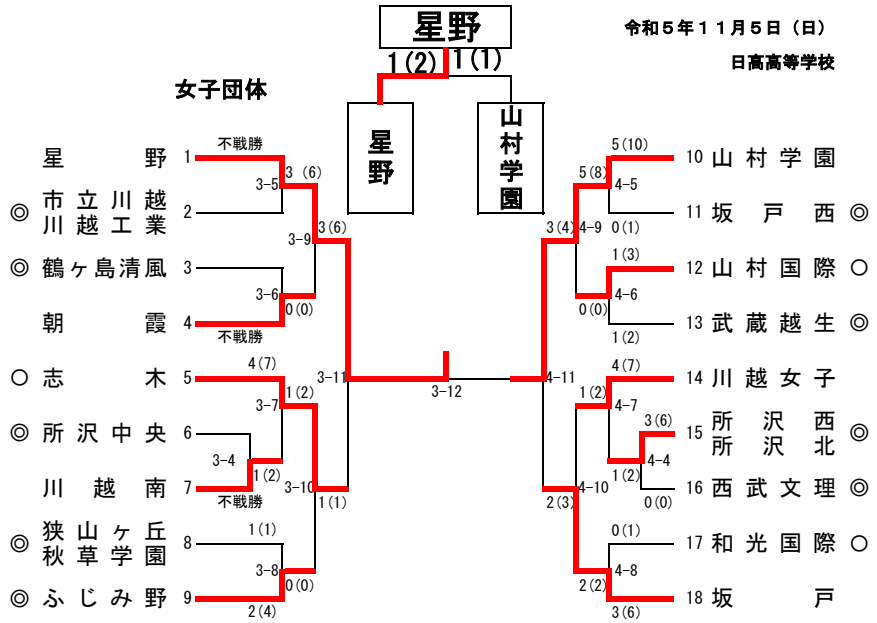 星野
令和5年11月5日（日）
日高高等学校
1(2)
1(1)
女子団体
星野
山村学園
星野 1
不戦勝
3 (6)
3-5
◎ 市立川越
川越工業 2
3-9
3(6)
◎ 鶴ヶ島清風 3
3-6
0(0)
朝霞 4
不戦勝
○ 志木 5
4(7)
3-11
1(2)
3-7
◎ 所沢中央 6
3-4
1(2)
川越南 7
不戦勝
3-10
1(1)
◎ 狭山ヶ丘
秋草学園 8
1(1)
3-8
0(0)
◎ ふじみ野 9
2(4)
3-12
5(10)
10 山村学園
5(8)
4-5
11 坂戸西 ◎
0(1)
3(4)
4-9
1(3)
12 山村国際 ○
4-6
0(0)
13 武蔵越生 ◎
1(2)
4-11
4(7)
14 川越女子
1(2)
4-7
3(6)
15 所沢西
所沢北 ◎
4-4
1(2)
16 西武文理 ◎
0(0)
4-10
2(3)
0(1)
17 和光国際 ○
4-8
2(2)
18 坂戸
3(6)